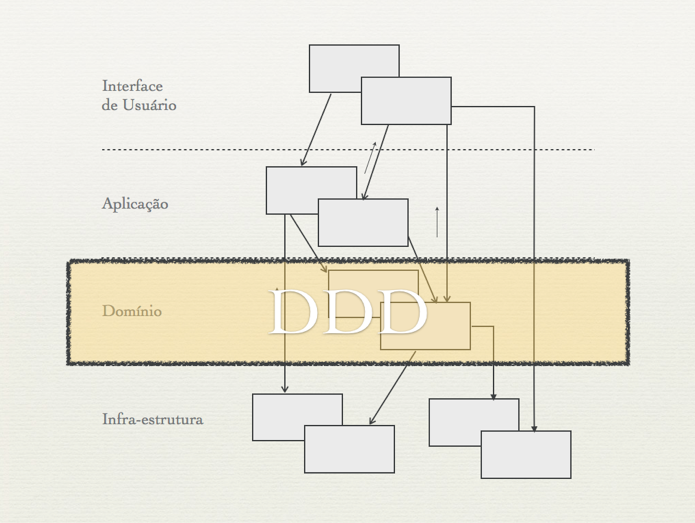 Interface
de Usuário
Aplicação
Domínio
DDD
Infra-estrutura